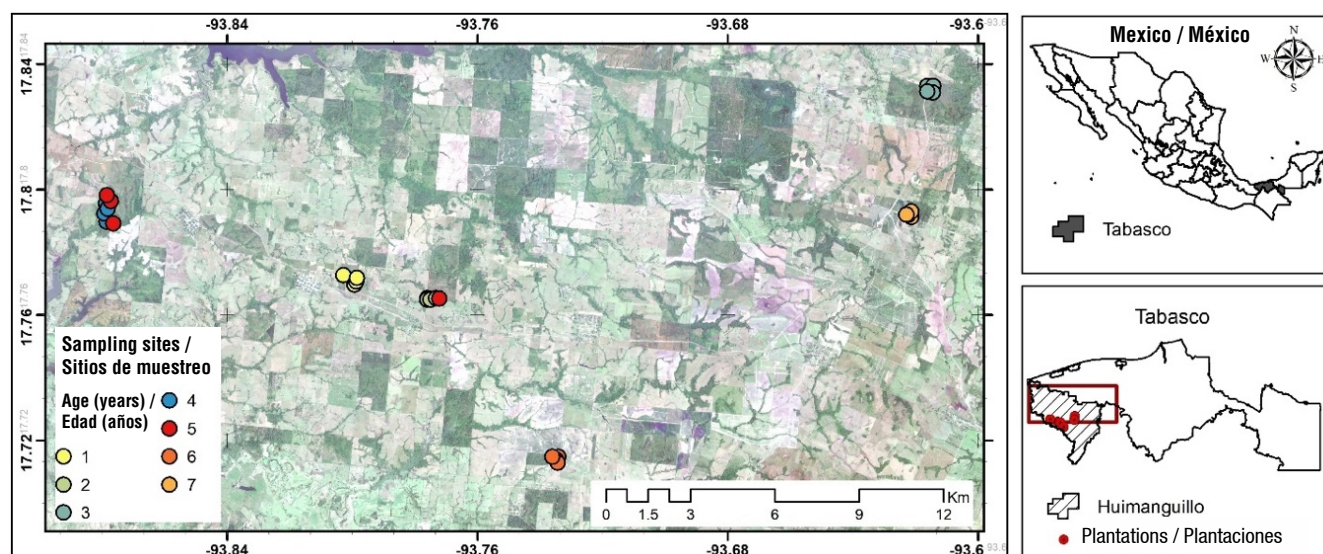 -93.84 -93.76 -93.68 -93.6
17.84
17.8
17.76
17.72
Sampling sites /
Sitios de muestreo
Age (years) /
Edad (años)
1
2
3
4
5
6
7
0 1.5 3 6 9 12 Km
-93.84 -93.76 -93.68 -93.6
Mexico / México
N
W E
S
Tabasco
Tabasco
Huimanguillo
Plantations / Plantaciones